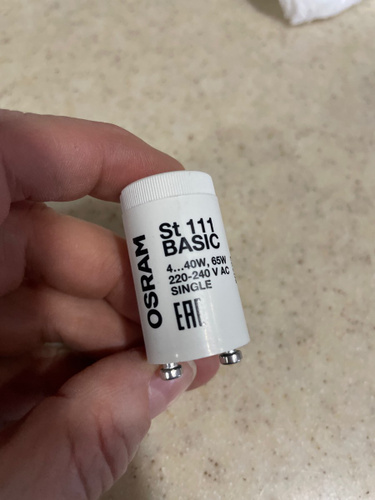 OSRAM
St 111
BASIC
4...40W, 65W
220-240 V AC
SINGLE
EAC